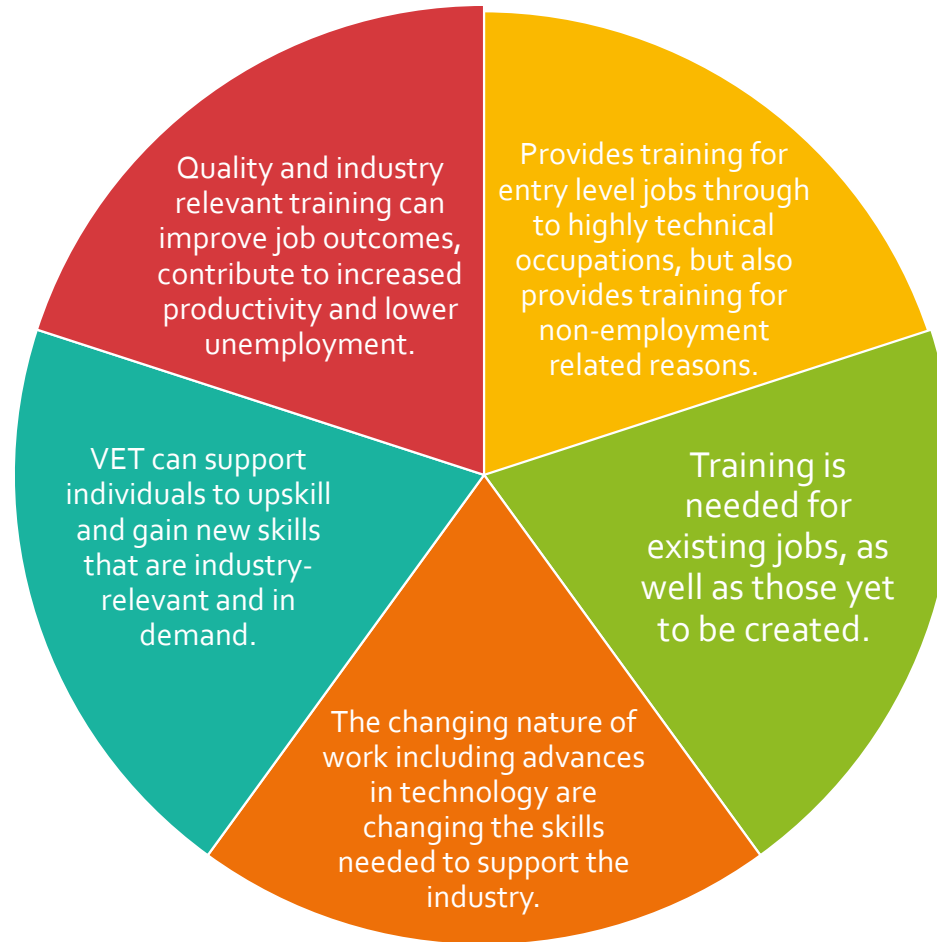 Quality and industry
relevant training can
improve job outcomes,
contribute to increased
productivity and lower
unemployment.
Provides training for
entry level jobs through
to highly technical
occupations, but also
provides training for
non-employment
related reasons.
VET can support
individuals to upskill
and gain new skills
that are industry-
relevant and in
demand.
Training is
needed for
existing jobs, as
well as those yet
to be created.
The changing nature of
work including advances
in technology are
changing the skills
needed to support the
industry.